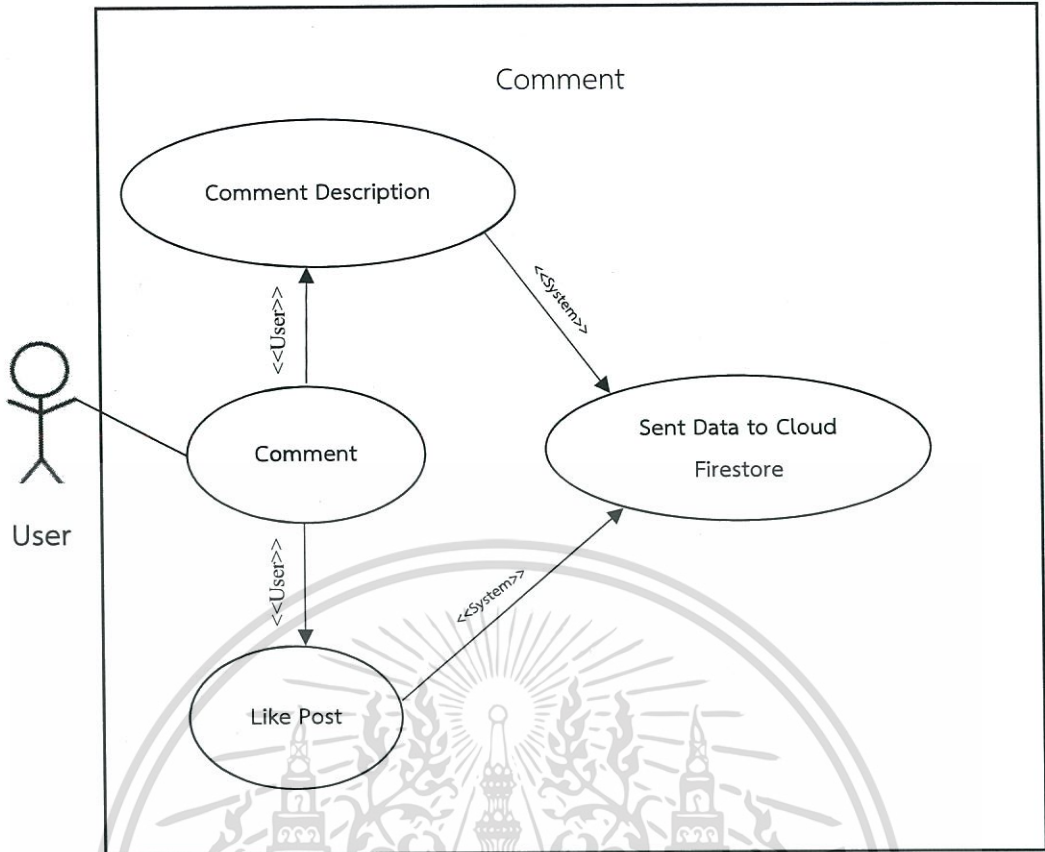 Comment
Comment Description
<<User>>
<<System>>
Comment
Sent Data to Cloud
Firestore
User
<<User>>
<<System>>
Like Post